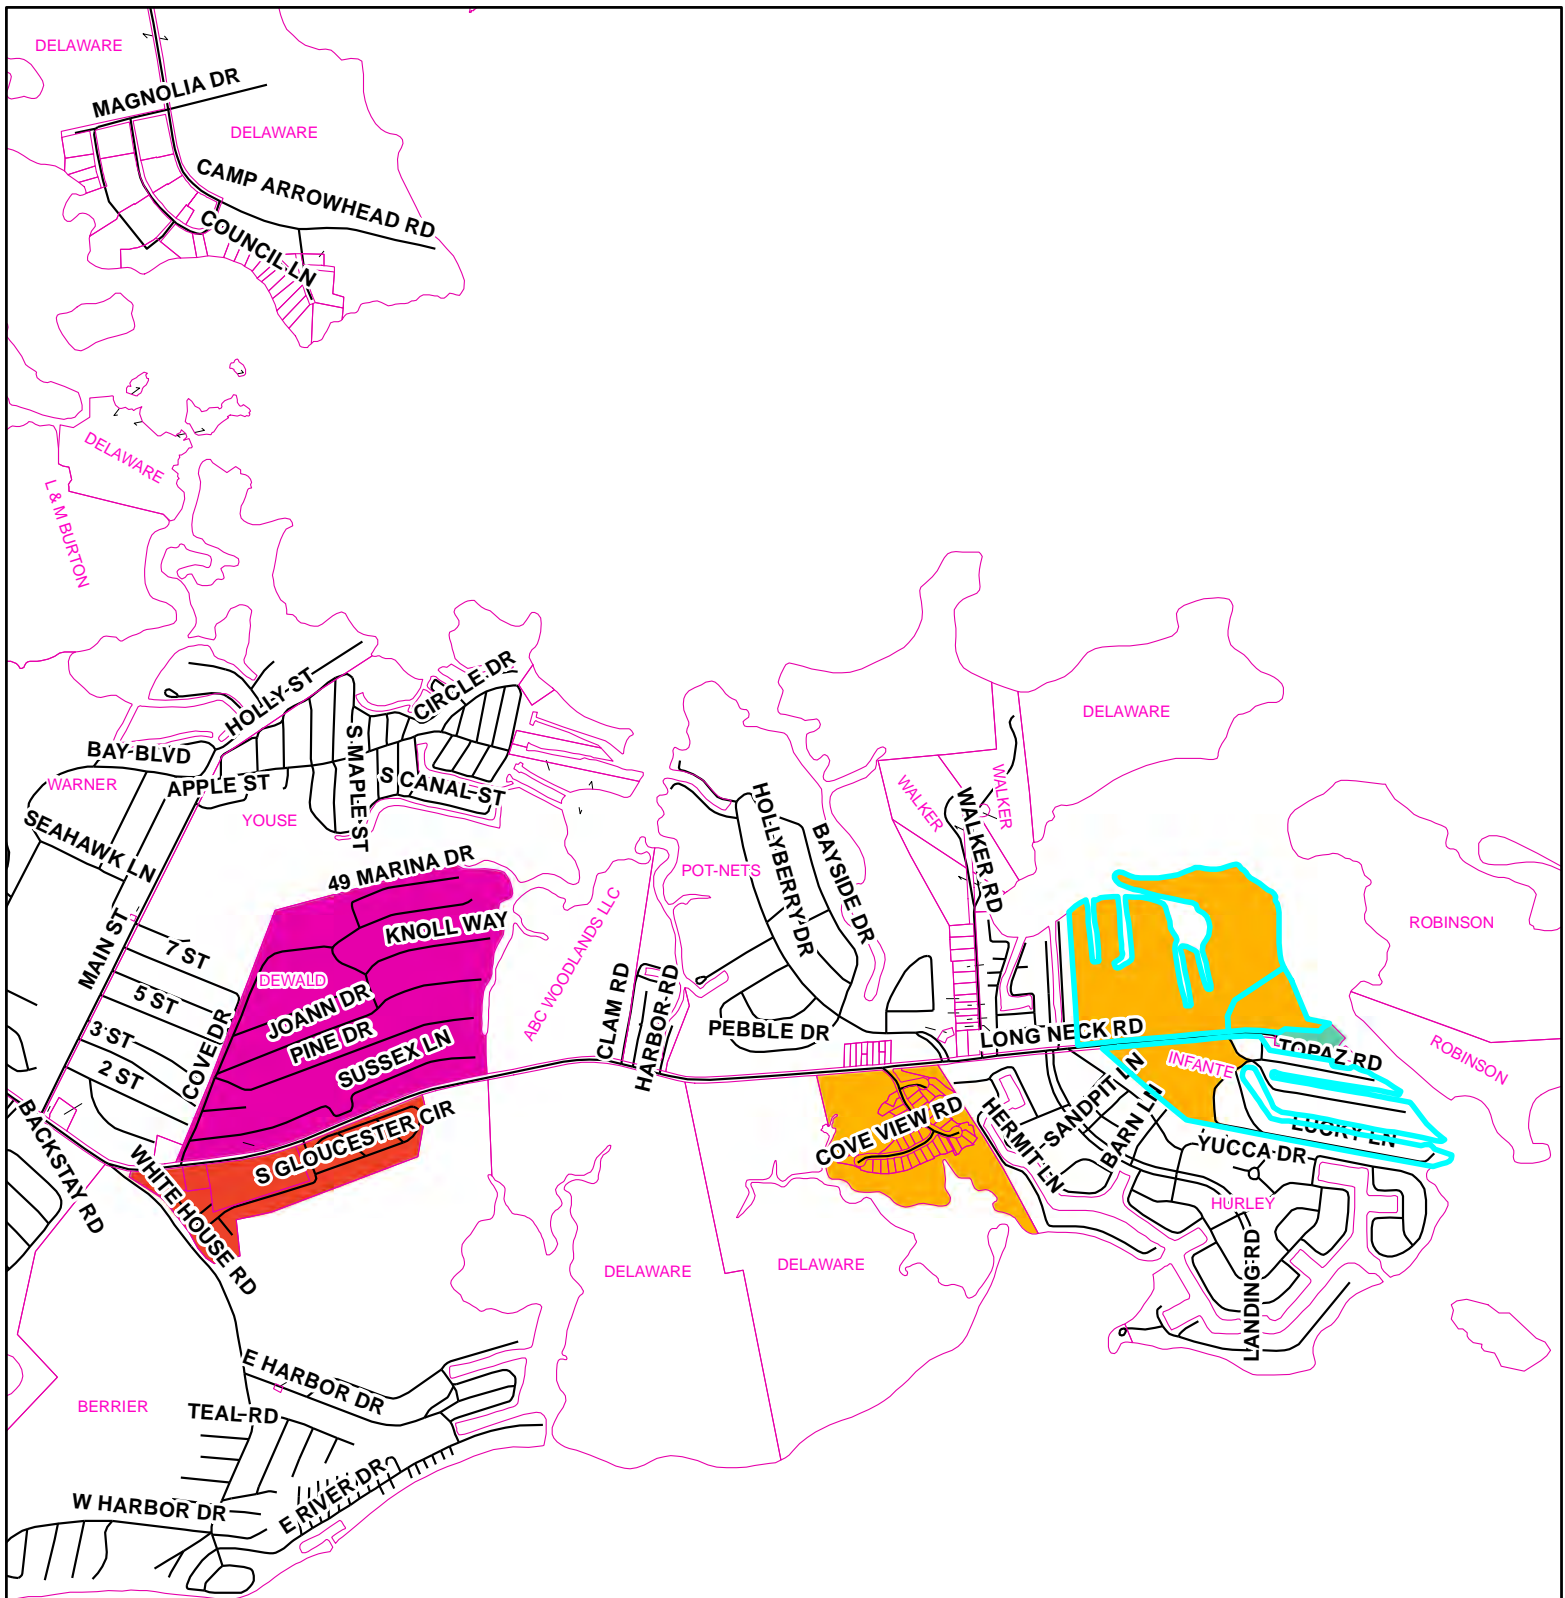 DELAWARE
MAGNOLIA DR
DELAWARE
CAMP ARROWHEAD RD
COUNCIL LN
DELAWARE
L & M BURTON
HOLLY ST
CIRCLE DR
BAY BLVD
S MAPLE ST
WARNER
APPLE ST
S CANAL ST
YOUSE
SEAHAWK LN
DELAWARE
WALKER
WALKER
WALKER RD
HOLLYBERRY DR
BAYSIDE DR
POT-NETS
49 MARINA DR
KNOLL WAY
ABC WOODLANDS LLC
MAIN ST
7 ST
DEWALD
ROBINSON
5 ST
JOANN DR
CLAM RD
HARBOR RD
PEBBLE DR
LONG NECK RD
3 ST
PINE DR
COVE DR
2 ST
SUSSEX LN
INFANTE
TOPAZ RD
ROBINSON
BACKSTAY RD
WHITE HOUSE RD
S GLOUCESTER CIR
COVE VIEW RD
HERMIT LN
SANDPIT LN
BARN LN
LUCKY LN
YUCCA DR
HURLEY
DELAWARE
DELAWARE
LANDING RD
E HARBOR DR
BERRIER
TEAL RD
E RIVER DR
W HARBOR DR